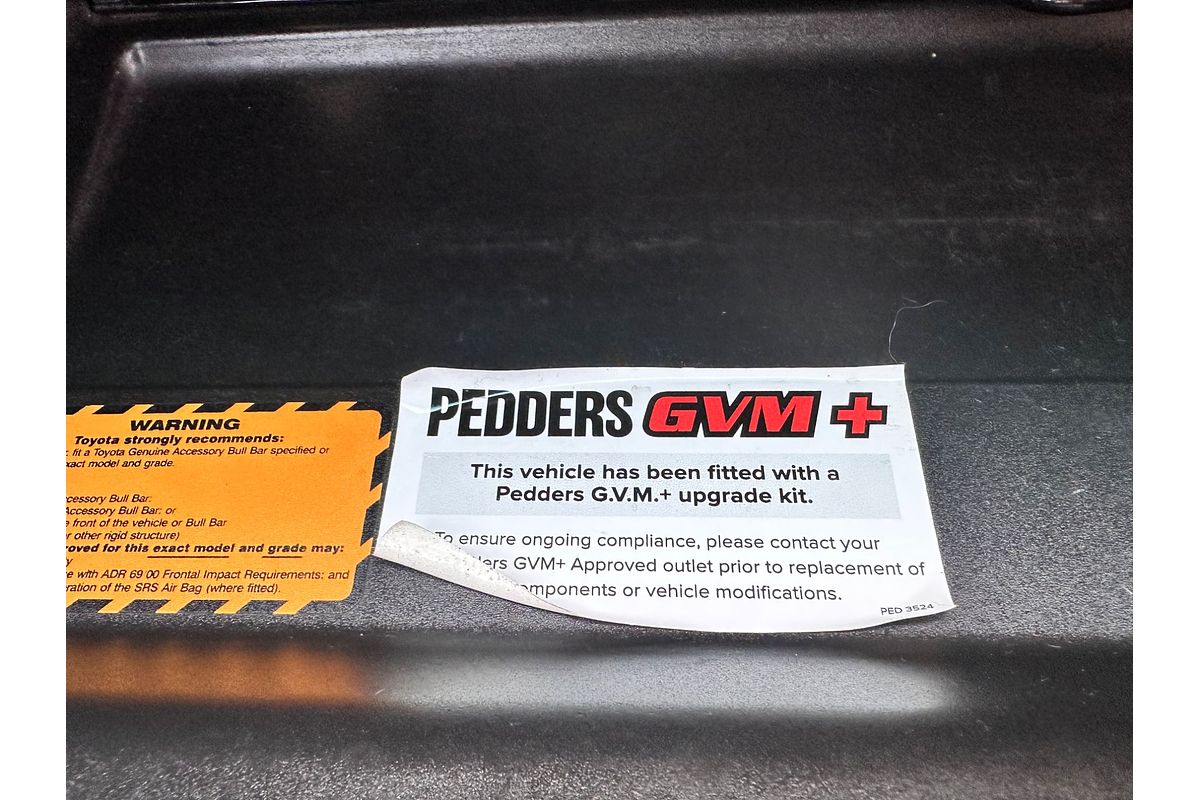 WARNING
Toyota strongly recommends:
fit a Toyota Genuine Accessory Bull Bar specified or
exact model and grade.
Accessory Bull Bar:
Accessory Bull Bar: or
front of the vehicle or Bull Bar
other rigid structure)
for this exact model and grade may:
with ADR 69 00 Frontal Impact Requirements: and
of the SRS Air Bag (where fitted).
PEDDERS GVM +
This vehicle has been fitted with a
Pedders G.V.M.+ upgrade kit.
To ensure ongoing compliance, please contact your
GVM+ Approved outlet prior to replacement of
components or vehicle modifications.
PED 3524